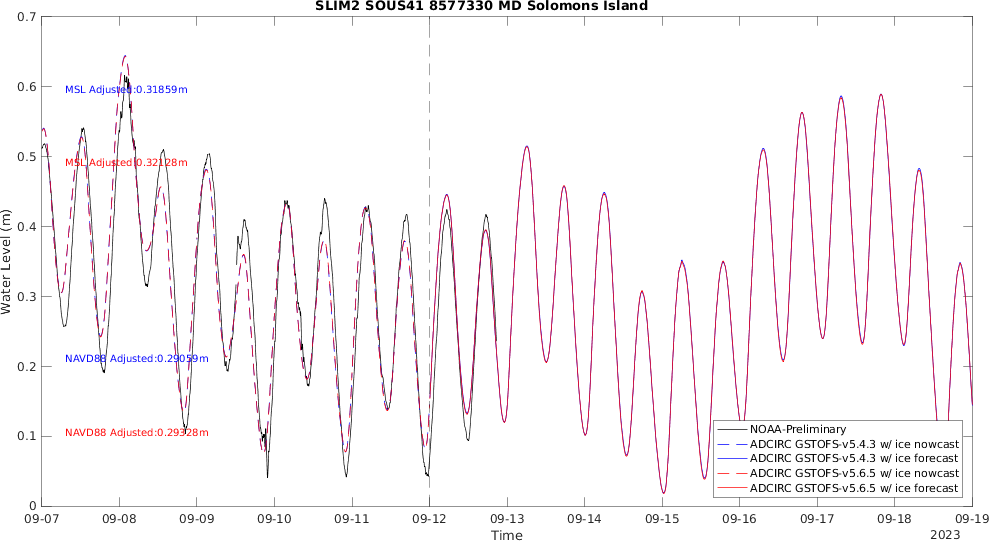 SLIM2 SOUS41 8577330 MD Solomons Island
0.7
0.6
0.5
0.4
0.3
0.2
0.1
0
Water Level (m)
MSL Adjusted:0.31859m
MSL Adjusted:0.32128m
NAVD88 Adjusted:0.29059m
NAVD88 Adjusted:0.29328m
NOAA-Preliminary
ADCIRC GSTOFS-v5.4.3 w/ ice nowcast
ADCIRC GSTOFS-v5.4.3 w/ ice forecast
ADCIRC GSTOFS-v5.6.5 w/ ice nowcast
ADCIRC GSTOFS-v5.6.5 w/ ice forecast
09-07 09-08 09-09 09-10 09-11 09-12 09-13 09-14 09-15 09-16 09-17 09-18 09-19
Time
2023